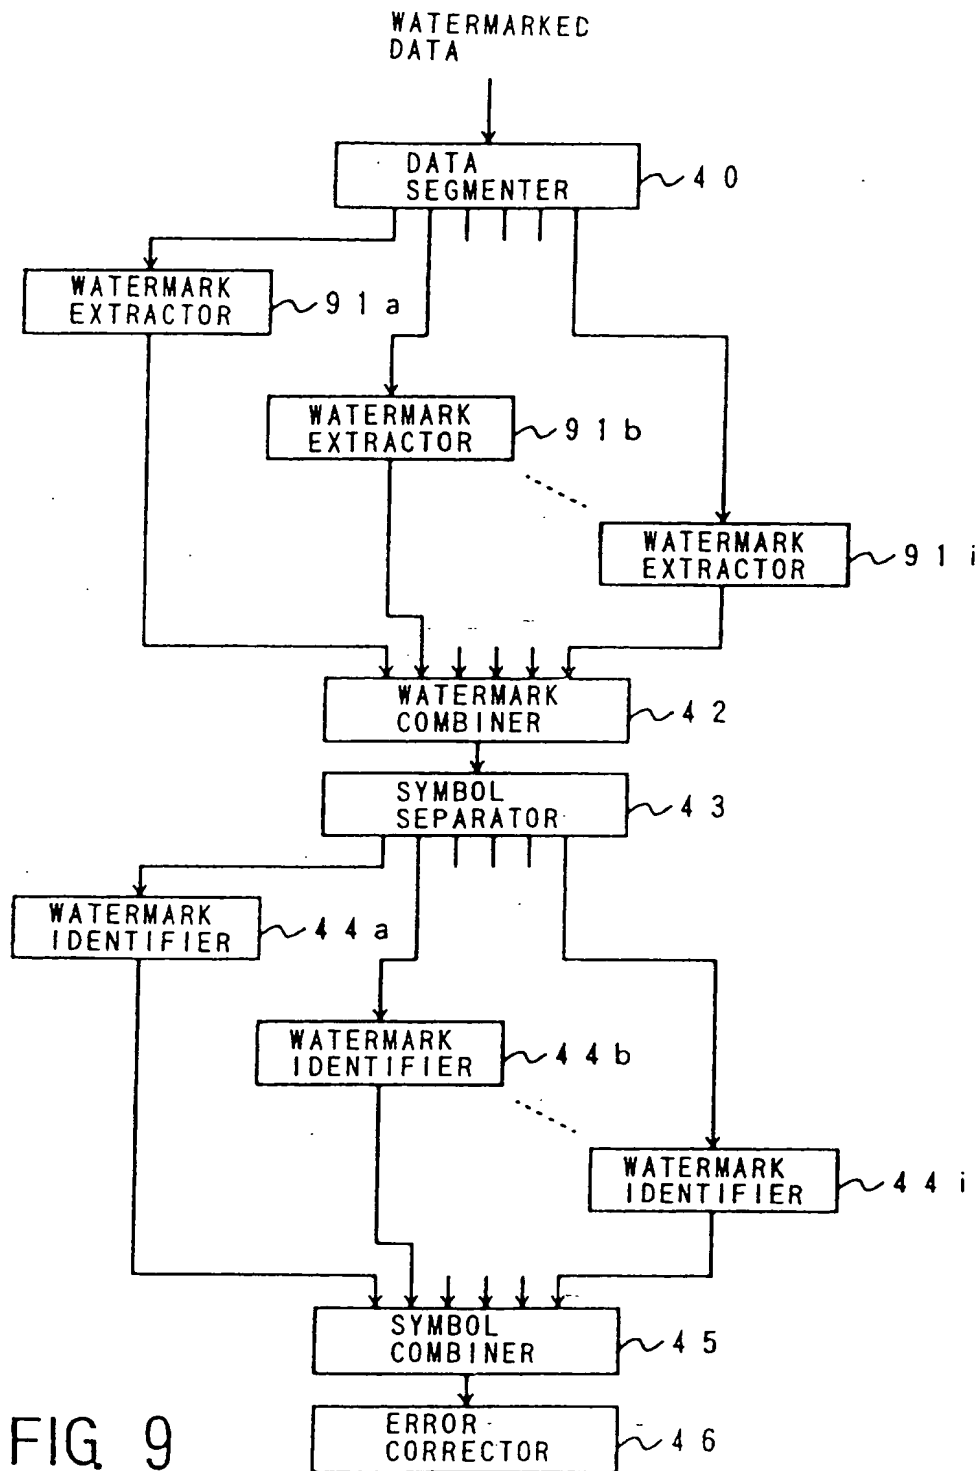 WATERMARKED
DATA
DATA
SEGMENTER
40
WATERMARK
EXTRACTOR
91a
WATERMARK
EXTRACTOR
91b
WATERMARK
EXTRACTOR
91i
WATERMARK
COMBINER
42
SYMBOL
SEPARATOR
43
WATERMARK
IDENTIFIER
44a
WATERMARK
IDENTIFIER
44b
WATERMARK
IDENTIFIER
44i
SYMBOL
COMBINER
45
ERROR
CORRECTOR
46
FIG. 9